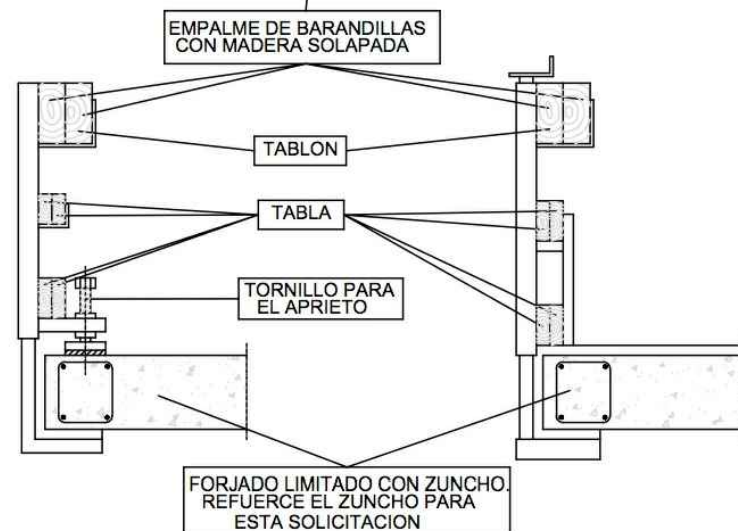 EMPALME DE BARANDILLAS
CON MADERA SOLAPADA
TABLON
TABLA
TORNILLO PARA
EL APRIETO
FORJADO LIMITADO CON ZUNCHO.
REFUERCE EL ZUNCHO PARA
ESTA SOLICITACION